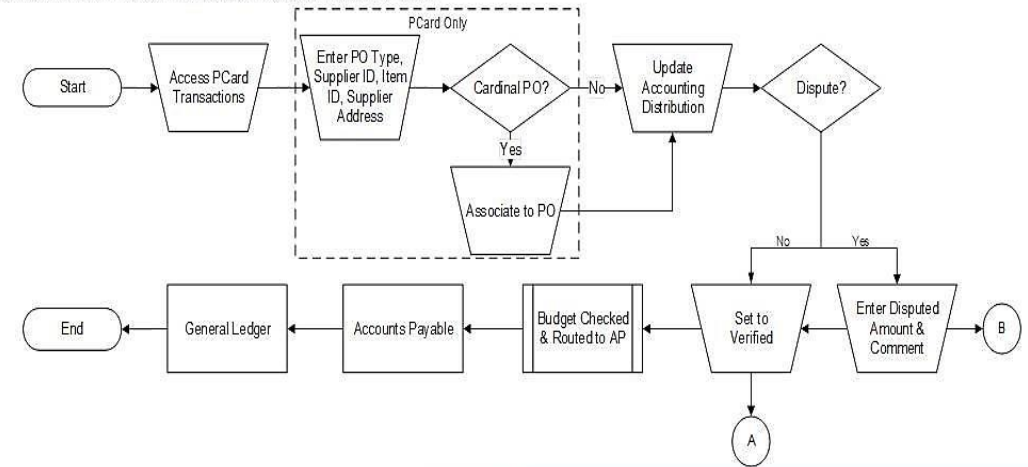 PCard Only
Start
Access PCard
Transactions
Enter PO Type,
Supplier ID, Item
ID, Supplier
Address
Cardinal PO?
No
Yes
Associate to PO
Update
Accounting
Distribution
Dispute?
No
Yes
End
General Ledger
Accounts Payable
Budget Checked
& Routed to AP
Set to
Verified
Enter Disputed
Amount &
Comment
B
A